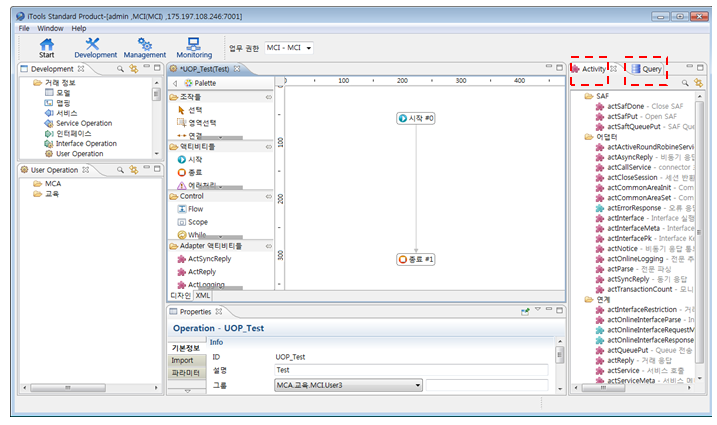 iTools Standard Product-[admin ,MCI(MCI) ,175.197.108.246:7001]
File Window Help
Start Development Management Monitoring 업무 권한 MCI - MCI
Development
거래 정보
모델
맵핑
서비스
Service Operation
인터페이스
Interface Operation
User Operation
User Operation
MCA
교육
*UOP_Test(Test)
Palette
조작들
선택
영역선택
연결
액티비티들
시작
종료
에러처리
Control
Flow
Scope
While
Adapter 액티비티들
ActSyncReply
ActReply
ActLogging
디자인 XML
0 100 200 300 400
0
100
200
300
시작 #0
종료 #1
Properties
Operation - UOP_Test
기본정보
Import
파라미터
Info
ID UOP_Test
설명 Test
그룹 MCA.교육.MCI.User3
Activity Query
SAF
actSafDone - Close SAF
actSafPut - Open SAF
actSaftQueuePut - SAF Que
어댑터
actActiveRoundRobineServi
actAsyncReply - 비동기 응답
actCallService - connector
actCloseSession - 세션 반환
actCommonAreaInit - Com
actCommonAreaSet - Com
actErrorResponse - 오류 응답
actInterface - Interface 실행
actInterfaceMeta - Interface
actInterfacePk - Interface Ke
actNotice - 비동기 응답 통보
actOnlineLogging - 전문 추
actParse - 전문 파싱
actSyncReply - 동기 응답
actTransactionCount - 모니
연계
actInterfaceRestriction - 거래
actOnlineInterfaceParse - In
actOnlineInterfaceRequestM
actOnlineInterfaceResponse
actQueuePut - Queue 전송
actReply - 거래 응답
actService - 서비스 호출
actServiceMeta - 서비스 메